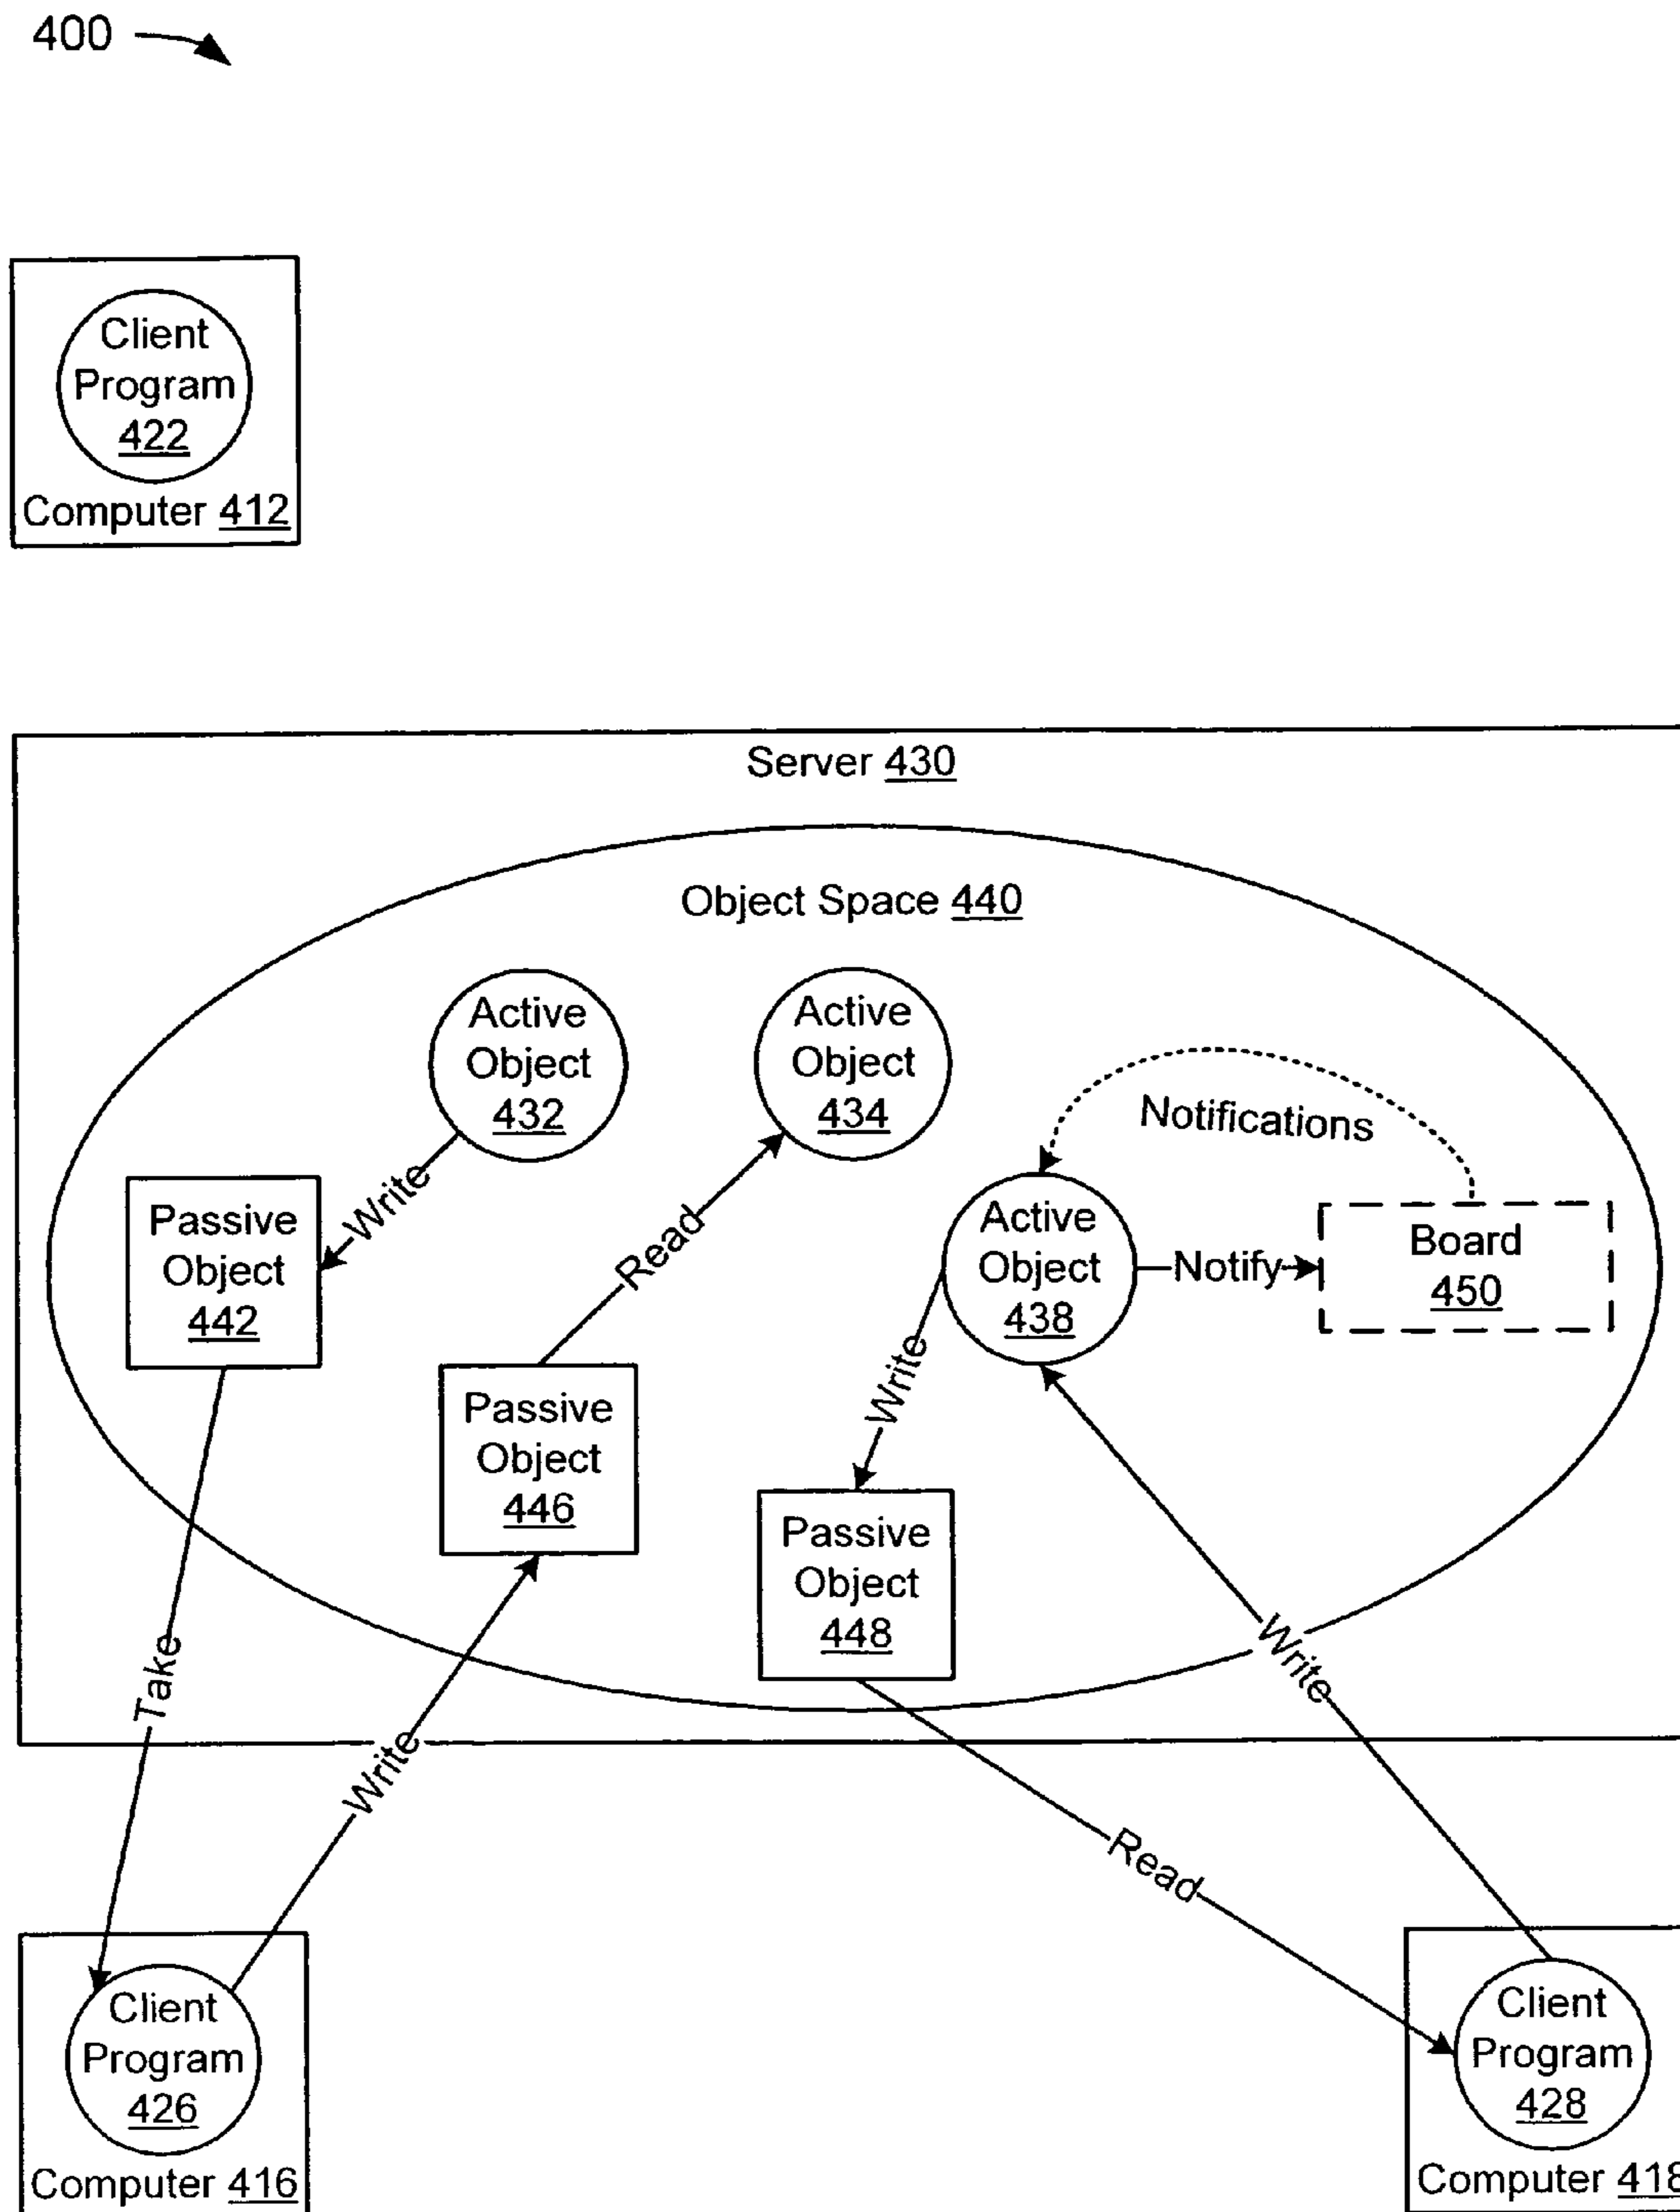 400
Client
Program
422
Computer 412
Server 430
Object Space 440
Active
Object
432
Active
Object
434
Notifications
Write
Read
Passive
Object
442
Active
Object
438
Notify
Board
450
Write
Passive
Object
446
Passive
Object
448
Take
Write
Write
Read
Client
Program
426
Computer 416
Client
Program
428
Computer 418